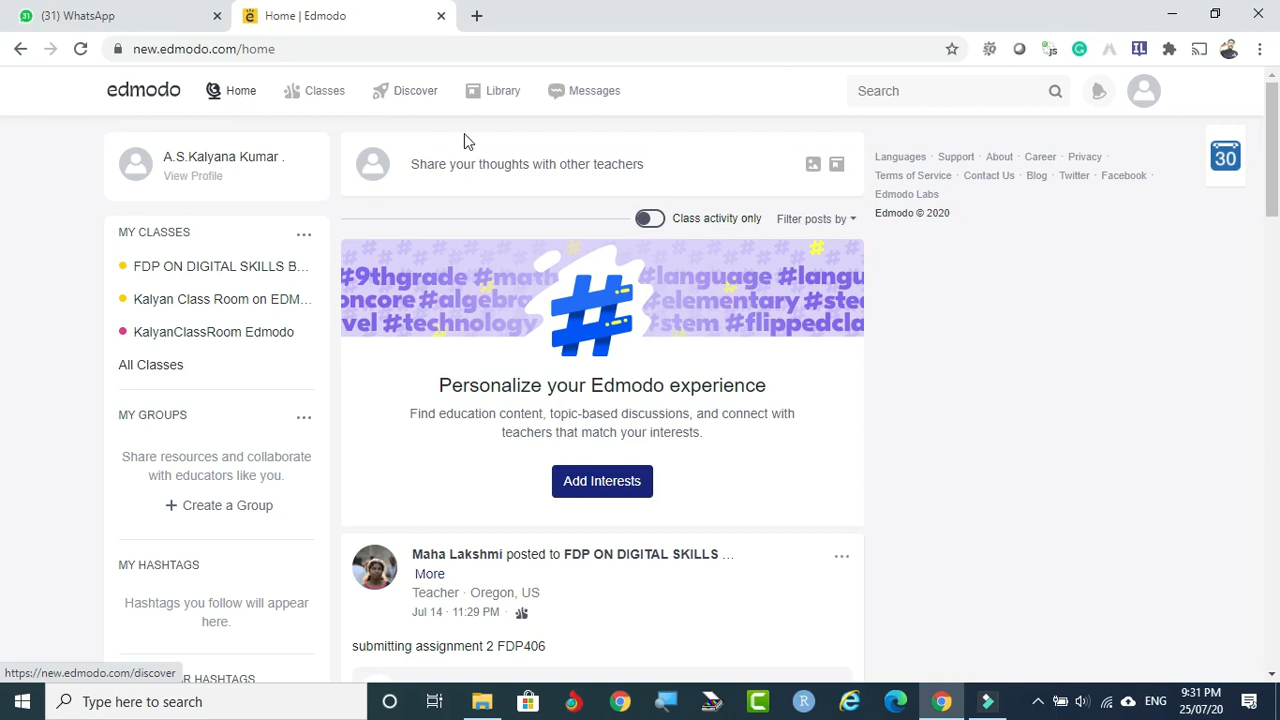 (31) WhatsApp
Home | Edmodo
new.edmodo.com/home
edmodo
Home
Classes
Discover
Library
Messages
Search
A.S.Kalyana Kumar .
View Profile
MY CLASSES
FDP ON DIGITAL SKILLS B...
Kalyan Class Room on EDM...
KalyanClassRoom Edmodo
All Classes
MY GROUPS
Share resources and collaborate
with educators like you.
+ Create a Group
MY HASHTAGS
Hashtags you follow will appear
here.
Share your thoughts with other teachers
Class activity only
Filter posts by
#9thgrade #math
#language #langu
oncore #algebra
#elementary #ste
vel #technology
#stem #flippedcla
Personalize your Edmodo experience
Find education content, topic-based discussions, and connect with
teachers that match your interests.
Add Interests
Maha Lakshmi posted to FDP ON DIGITAL SKILLS ...
More
Teacher · Oregon, US
Jul 14 · 11:29 PM ·
submitting assignment 2 FDP406
Languages · Support · About · Career · Privacy ·
Terms of Service · Contact Us · Blog · Twitter · Facebook ·
Edmodo Labs
Edmodo © 2020
30
https://new.edmodo.com/discover
Type here to search
ENG
9:31 PM
25/07/20